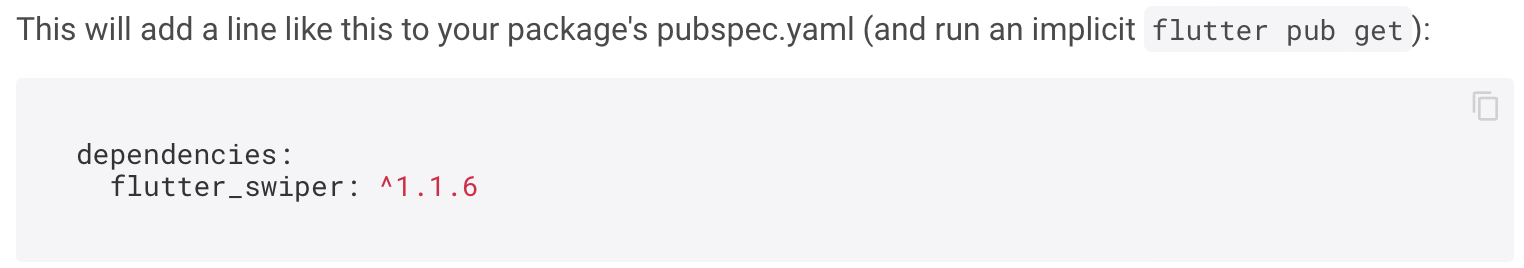 This will add a line like this to your package's pubspec.yaml (and run an implicit flutter pub get):
dependencies:
  flutter_swiper: ^1.1.6